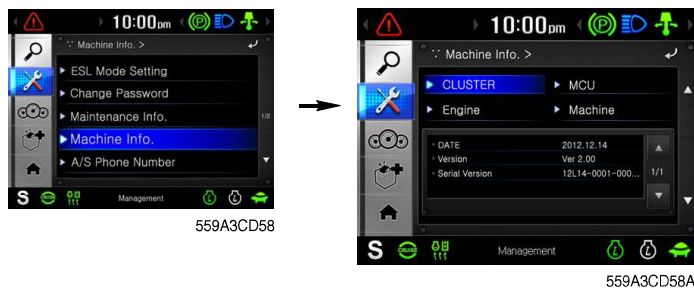 10:00pm
(P)
Machine Info. >
ESL Mode Setting
Change Password
Maintenance Info.
1/2
Machine Info.
A/S Phone Number
S CRUISE Management L L
559A3CD58
10:00pm
(P)
Machine Info. >
CLUSTER MCU
Engine Machine
DATE 2012.12.14
Version Ver 2.00
Serial Version 12L14-0001-000...
1/1
S CRUISE Management L L
559A3CD58A